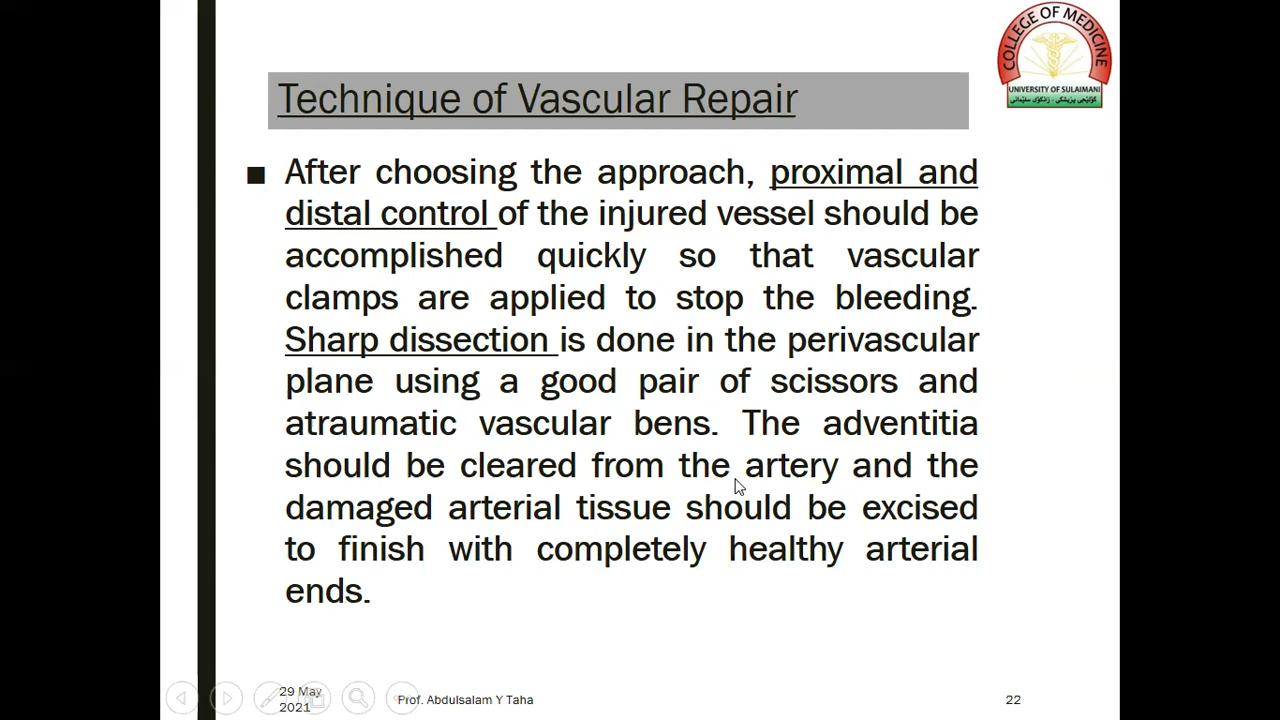 COLLEGE OF MEDICINE
UNIVERSITY OF SULAIMANI
كۆلێجی پزیشكی - زانكۆی سلێمانی
Technique of Vascular Repair
■ After choosing the approach, proximal and
distal control of the injured vessel should be
accomplished quickly so that vascular
clamps are applied to stop the bleeding.
Sharp dissection is done in the perivascular
plane using a good pair of scissors and
atraumatic vascular bens. The adventitia
should be cleared from the artery and the
damaged arterial tissue should be excised
to finish with completely healthy arterial
ends.
29 May
2021
Prof. Abdulsalam Y Taha
22